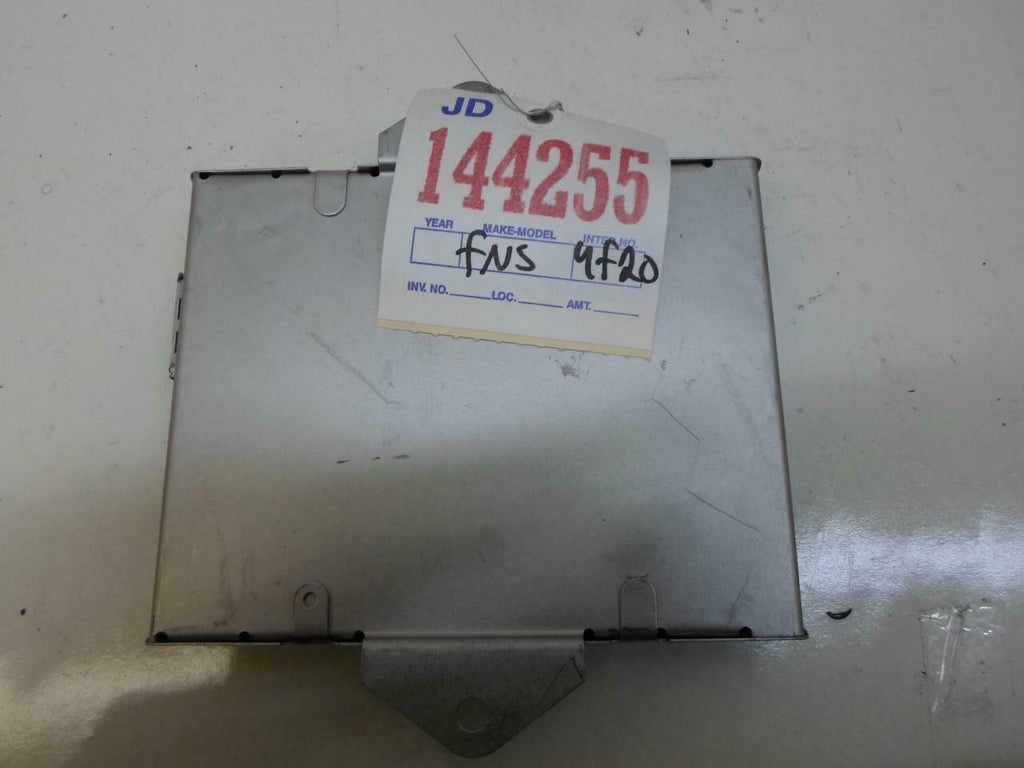 JD
144255
YEAR MAKE-MODEL INTER. NO.
fNS 4f20
INV. NO. LOC. AMT.